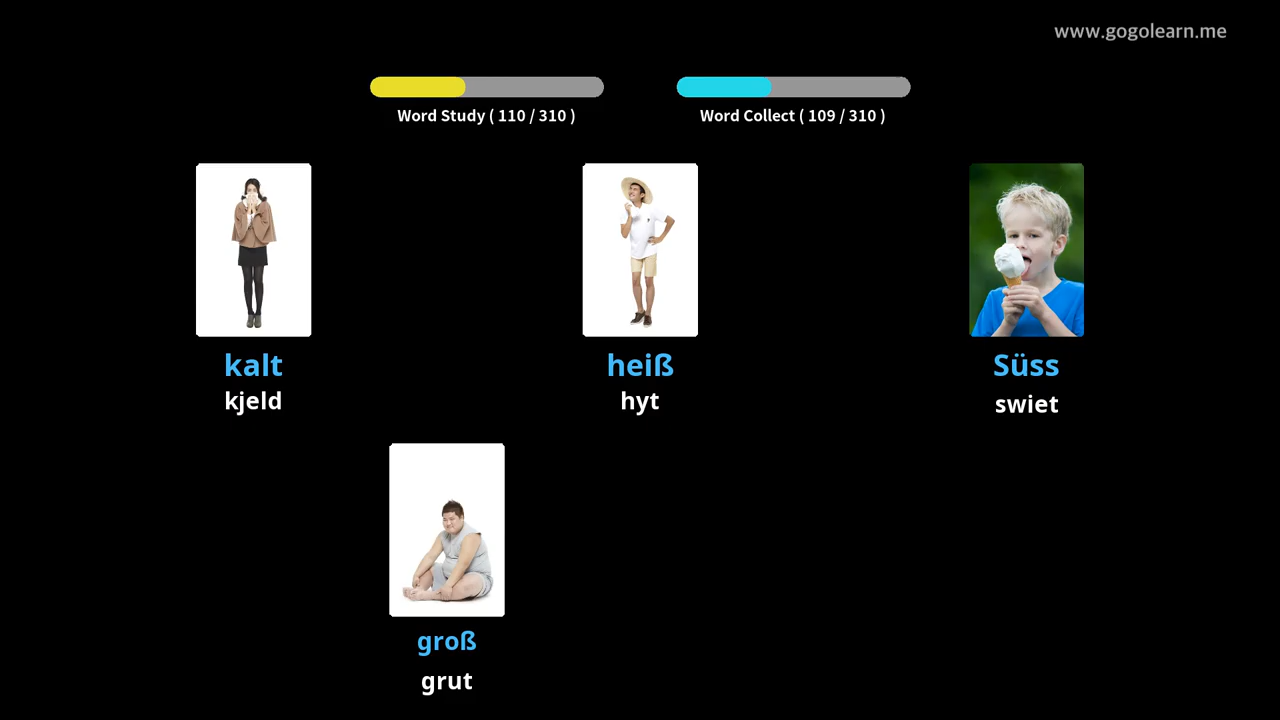 www.gogolearn.me
Word Study ( 110 / 310 )
Word Collect ( 109 / 310 )
kalt
kjeld
heiß
hyt
Süss
swiet
groß
grut